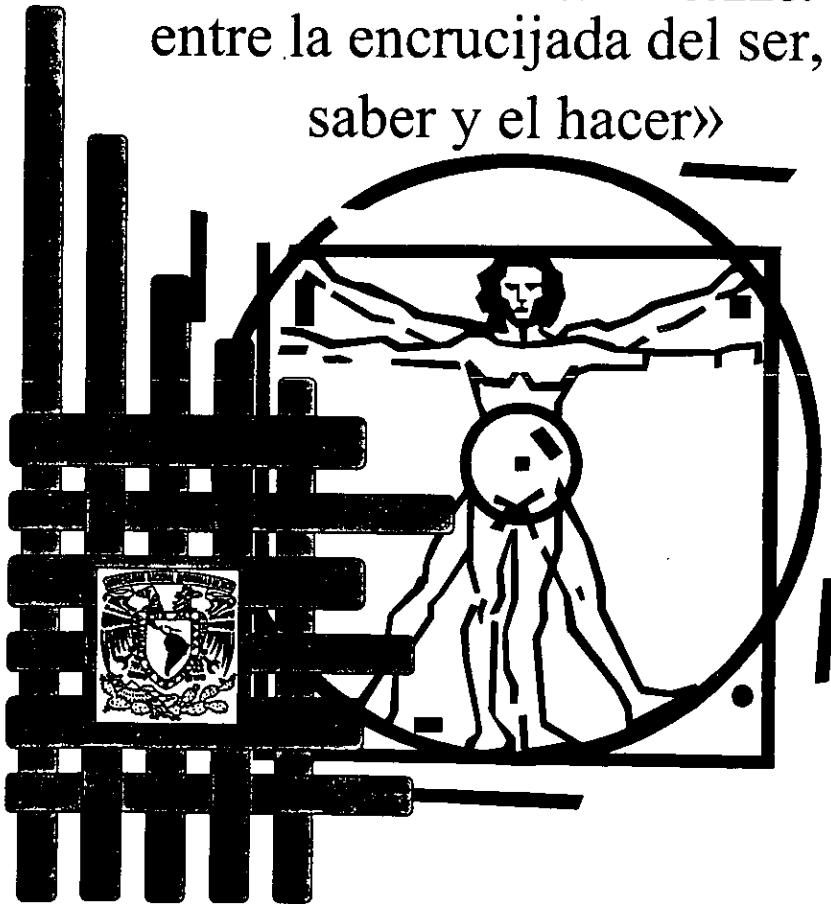 entre la encrucijada del ser,
saber y el hacer»